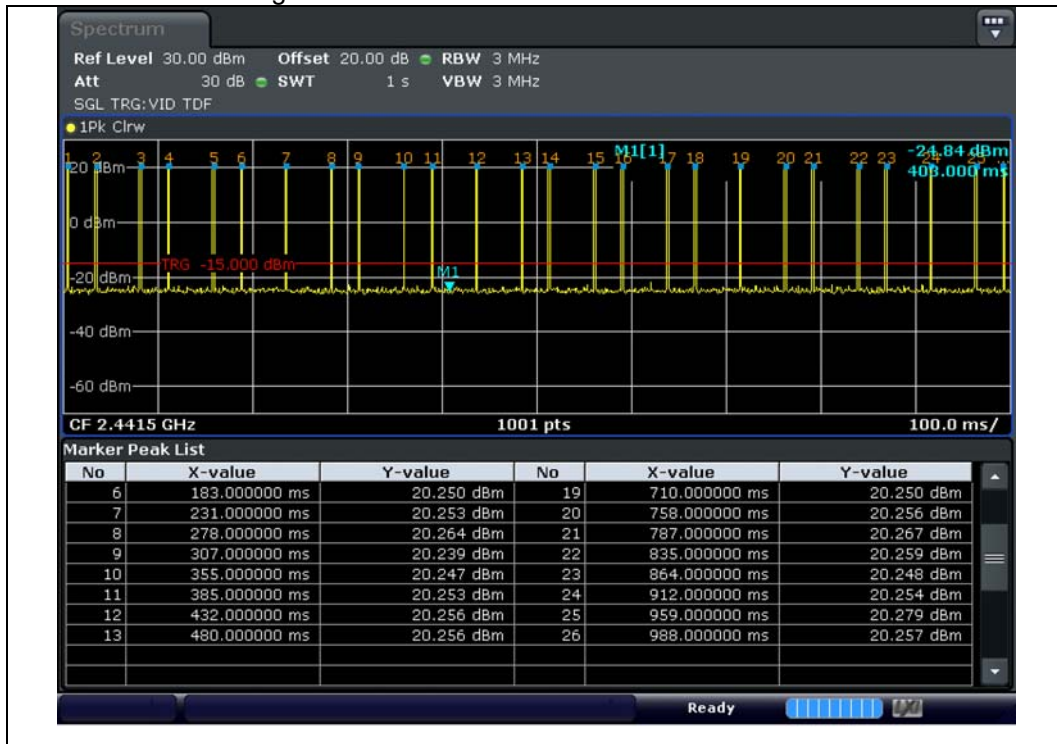 Spectrum
Ref Level 30.00 dBm Offset 20.00 dB RBW 3 MHz
Att 30 dB SWT 1 s VBW 3 MHz
SGL TRG:VID TDF
1Pk Clrw
1 2 3 4 5 6 7 8 9 10 11 12 13 14 15 16 M1[1] 17 18 19 20 21 22 23 -24.84 dBm 24 25
20 dBm 403.000 ms
0 dBm
TRG -15.000 dBm
-20 dBm M1
-40 dBm
-60 dBm
CF 2.4415 GHz 1001 pts 100.0 ms/
Marker Peak List
No X-value Y-value No X-value Y-value
6 183.000000 ms 20.250 dBm 19 710.000000 ms 20.250 dBm
7 231.000000 ms 20.253 dBm 20 758.000000 ms 20.256 dBm
8 278.000000 ms 20.264 dBm 21 787.000000 ms 20.267 dBm
9 307.000000 ms 20.239 dBm 22 835.000000 ms 20.259 dBm
10 355.000000 ms 20.247 dBm 23 864.000000 ms 20.248 dBm
11 385.000000 ms 20.253 dBm 24 912.000000 ms 20.254 dBm
12 432.000000 ms 20.256 dBm 25 959.000000 ms 20.279 dBm
13 480.000000 ms 20.256 dBm 26 988.000000 ms 20.257 dBm
Ready